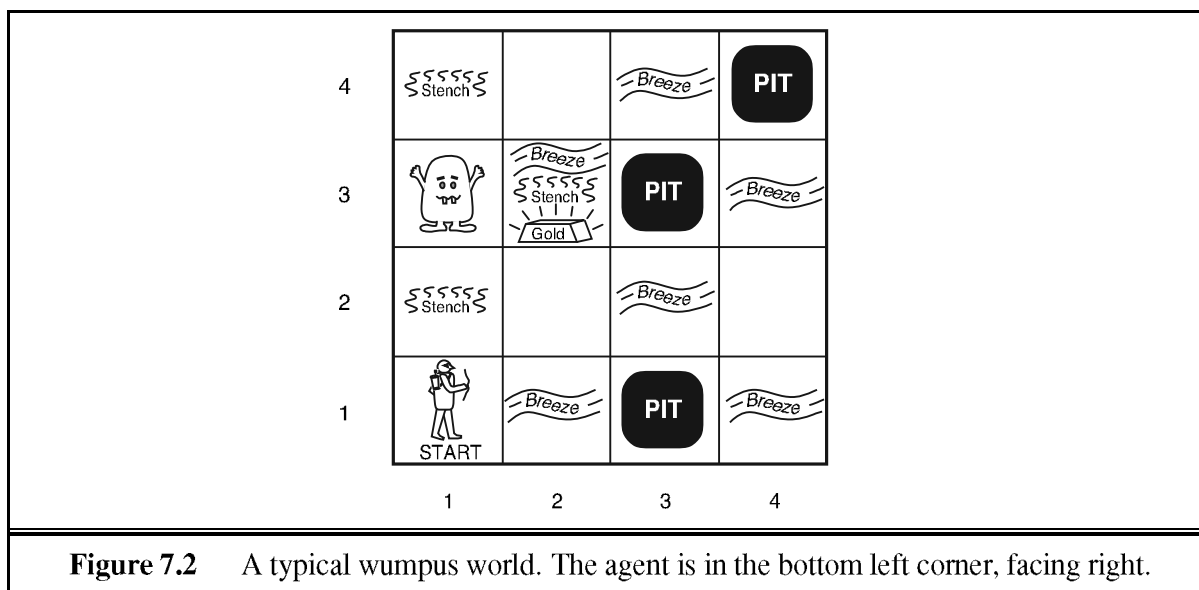 4 Stench Breeze PIT
3 Breeze Stench Gold PIT Breeze
2 Stench Breeze
1 START Breeze PIT Breeze
1 2 3 4
Figure 7.2 A typical wumpus world. The agent is in the bottom left corner, facing right.